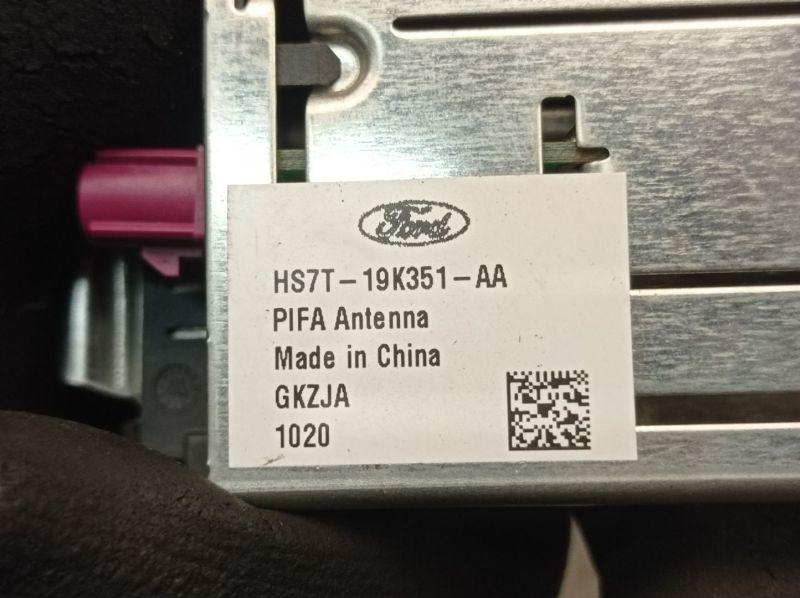 Ford
HS7T-19K351-AA
PIFA Antenna
Made in China
GKZJA
1020